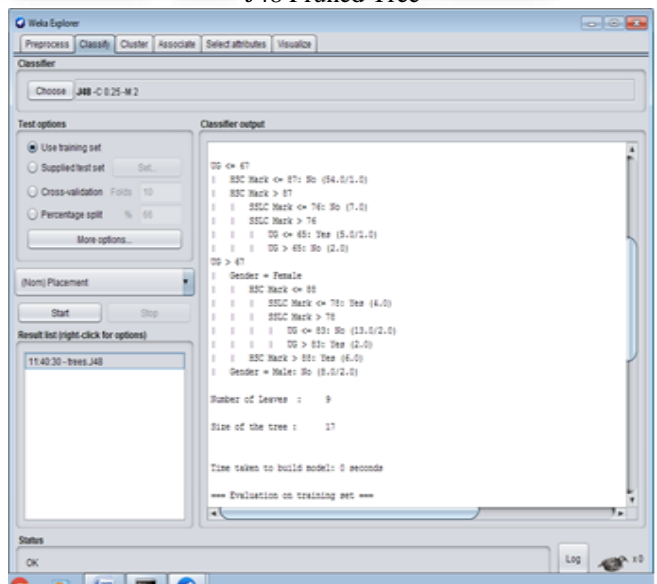 J48 Pruned Tree
Weka Explorer
Preprocess Classify Cluster Associate Select attributes Visualize
Classifier
Choose J48 -C 0.25 -M 2
Test options
Use training set
Supplied test set Set...
Cross-validation Folds 10
Percentage split % 66
More options...
(Nom) Placement
Start Stop
Result list (right-click for options)
11:40:30 - trees.J48
Classifier output
UG <= 67
| HSC Mark <= 87: No (54.0/1.0)
| HSC Mark > 87
| | SSLC Mark <= 76: No (7.0)
| | SSLC Mark > 76
| | | UG <= 65: Yes (5.0/1.0)
| | | UG > 65: No (2.0)
UG > 67
| Gender = Female
| | HSC Mark <= 88
| | | SSLC Mark <= 78: Yes (4.0)
| | | SSLC Mark > 78
| | | | UG <= 83: No (13.0/2.0)
| | | | UG > 83: Yes (2.0)
| | HSC Mark > 88: Yes (6.0)
| Gender = Male: No (8.0/2.0)
Number of Leaves : 9
Size of the tree : 17
Time taken to build model: 0 seconds
=== Evaluation on training set ===
Status
OK
Log
x 0